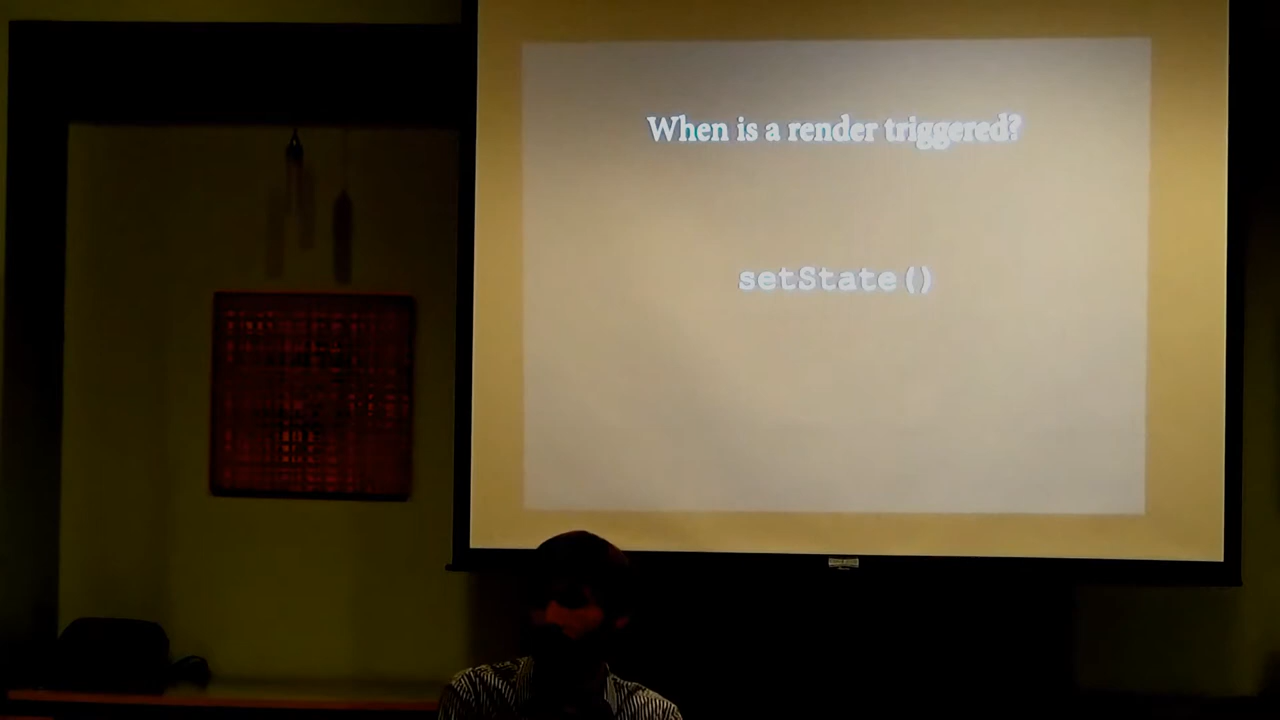 When is a render triggered?
setState()